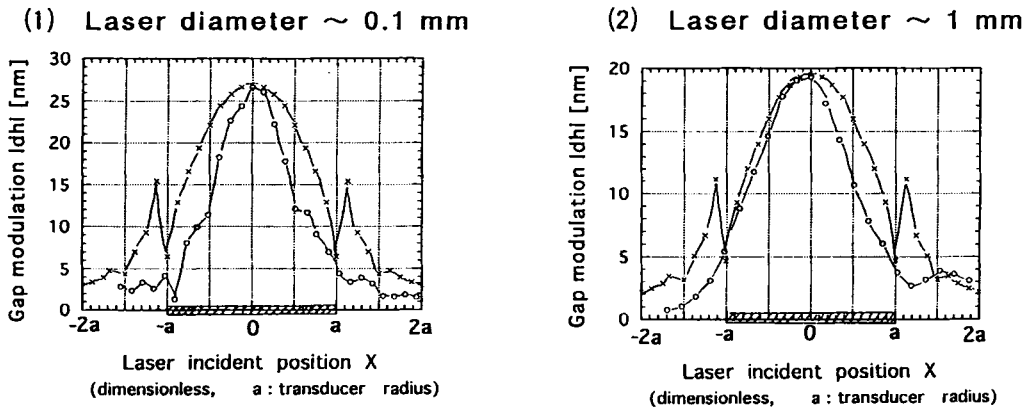 (1) Laser diameter ~ 0.1 mm
Gap modulation ldhl [nm]
30
25
20
15
10
5
0
-2a -a 0 a 2a
Laser incident position X
(dimensionless, a : transducer radius)
(2) Laser diameter ~ 1 mm
Gap modulation ldhl [nm]
20
15
10
5
0
-2a -a 0 a 2a
Laser incident position X
(dimensionless, a : transducer radius)